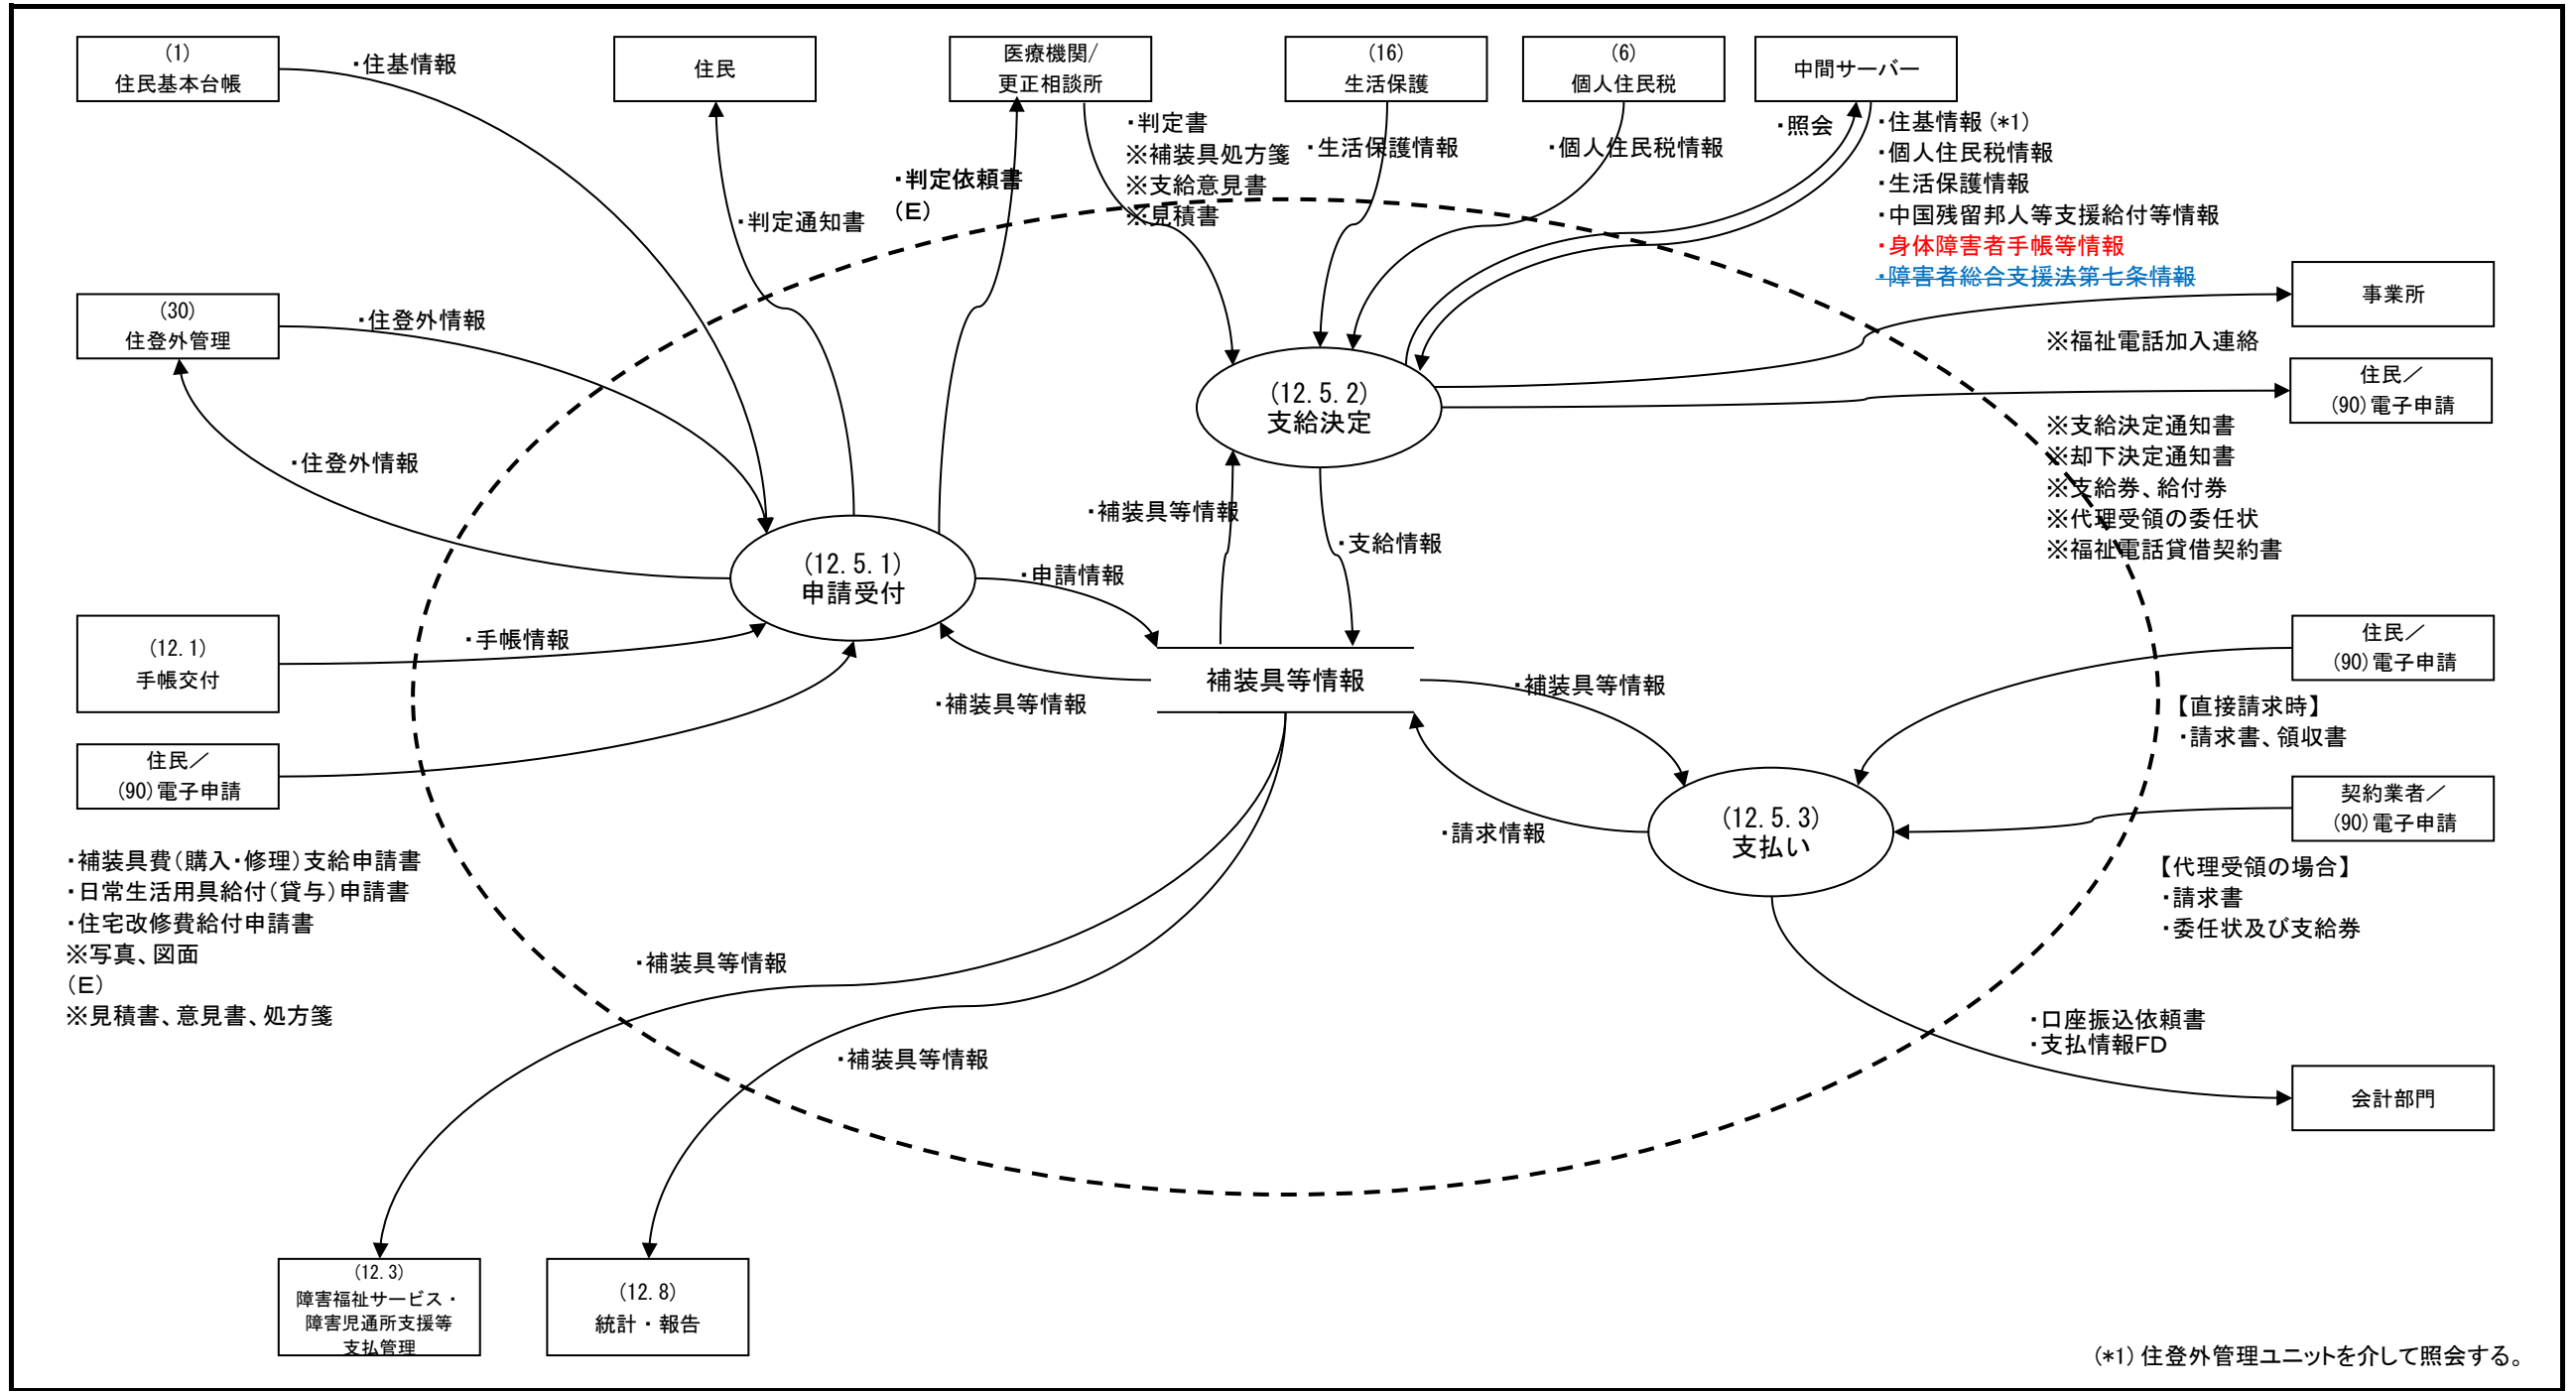 (1)
住民基本台帳
・住基情報
住民
医療機関/
更正相談所
(16)
生活保護
(6)
個人住民税
中間サーバー
・判定通知書
・判定依頼書
(E)
・判定書
※補装具処方箋
※支給意見書
※見積書
・生活保護情報
・個人住民税情報
・照会
・住基情報(*1)
・個人住民税情報
・生活保護情報
・中国残留邦人等支援給付等情報
・身体障害者手帳等情報
・障害者総合支援法第七条情報
事業所
※福祉電話加入連絡
住民／
(90)電子申請
※支給決定通知書
※却下決定通知書
※支給券、給付券
※代理受領の委任状
※福祉電話貸借契約書
(30)
住登外管理
・住登外情報
・住登外情報
(12.5.2)
支給決定
・補装具等情報
・支給情報
(12.5.1)
申請受付
・申請情報
(12.1)
手帳交付
・手帳情報
・補装具等情報
補装具等情報
・補装具等情報
住民／
(90)電子申請
【直接請求時】
・請求書、領収書
住民／
(90)電子申請
・補装具費(購入・修理)支給申請書
・日常生活用具給付(貸与)申請書
・住宅改修費給付申請書
※写真、図面
(E)
※見積書、意見書、処方箋
・請求情報
(12.5.3)
支払い
契約業者／
(90)電子申請
【代理受領の場合】
・請求書
・委任状及び支給券
・補装具等情報
・補装具等情報
・口座振込依頼書
・支払情報FD
会計部門
(12.3)
障害福祉サービス・
障害児通所支援等
支払管理
(12.8)
統計・報告
(*1)住登外管理ユニットを介して照会する。